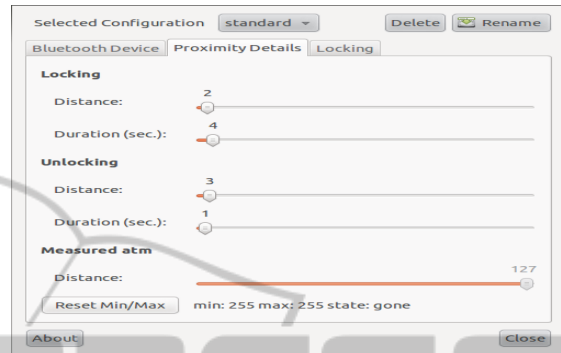 Selected Configuration standard Delete Rename
Bluetooth Device Proximity Details Locking
Locking
2
Distance:
4
Duration (sec.):
Unlocking
3
Distance:
1
Duration (sec.):
Measured atm
127
Distance:
Reset Min/Max min: 255 max: 255 state: gone
About Close